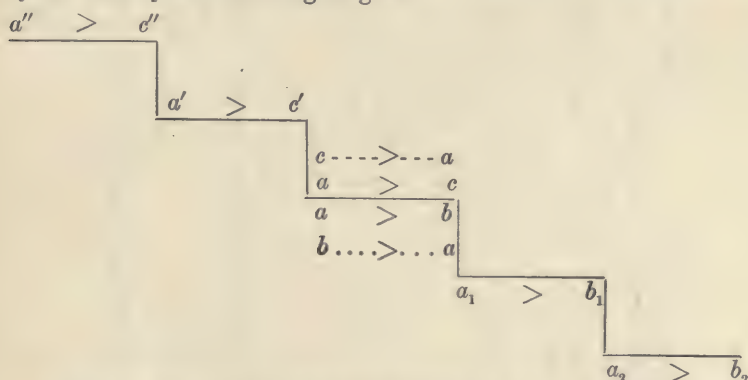 a″ > c″
a′ > c′
c ----->--- a
a > c
a > b
b ....>... a
a₁ > b₁
a₂ > b₂